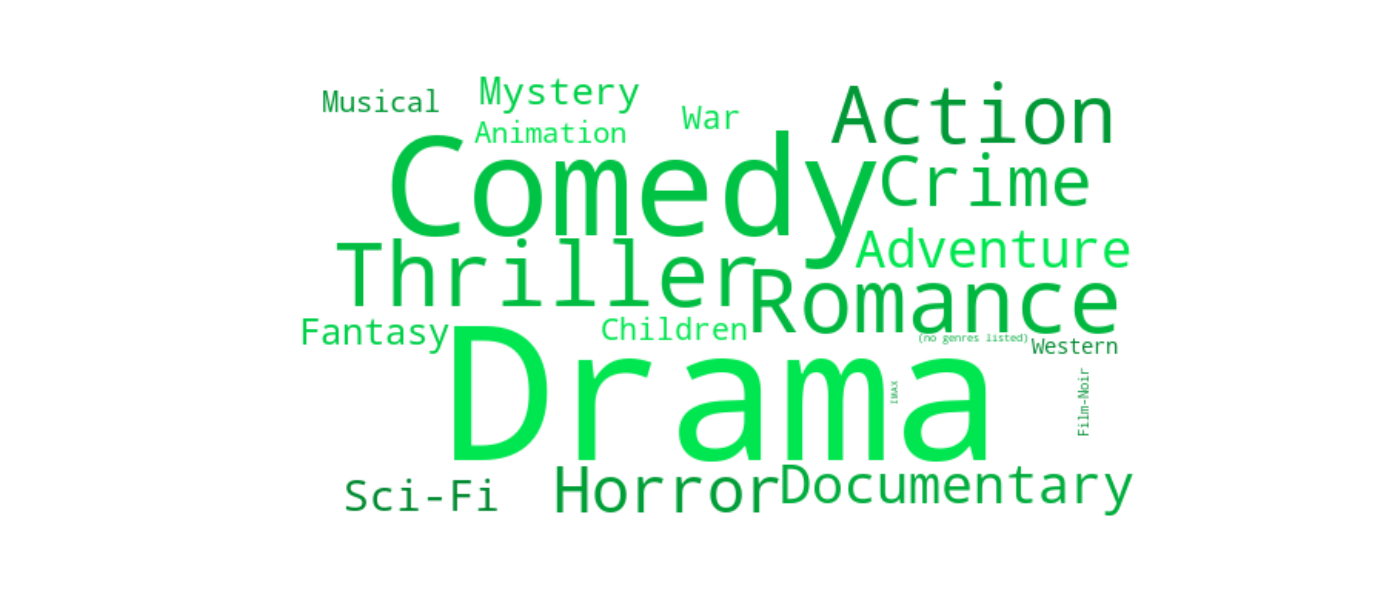 Musical
Mystery
War
Action
Animation
Comedy
Crime
Thriller
Adventure
Romance
Fantasy
Children
(no genres listed)
Western
Drama
IMAX
Film-Noir
Sci-Fi
Horror
Documentary